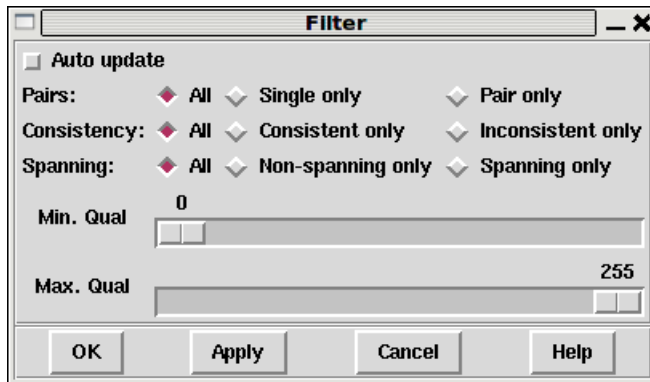 Filter
Auto update
Pairs: All Single only Pair only
Consistency: All Consistent only Inconsistent only
Spanning: All Non-spanning only Spanning only
0
Min. Qual
255
Max. Qual
OK Apply Cancel Help